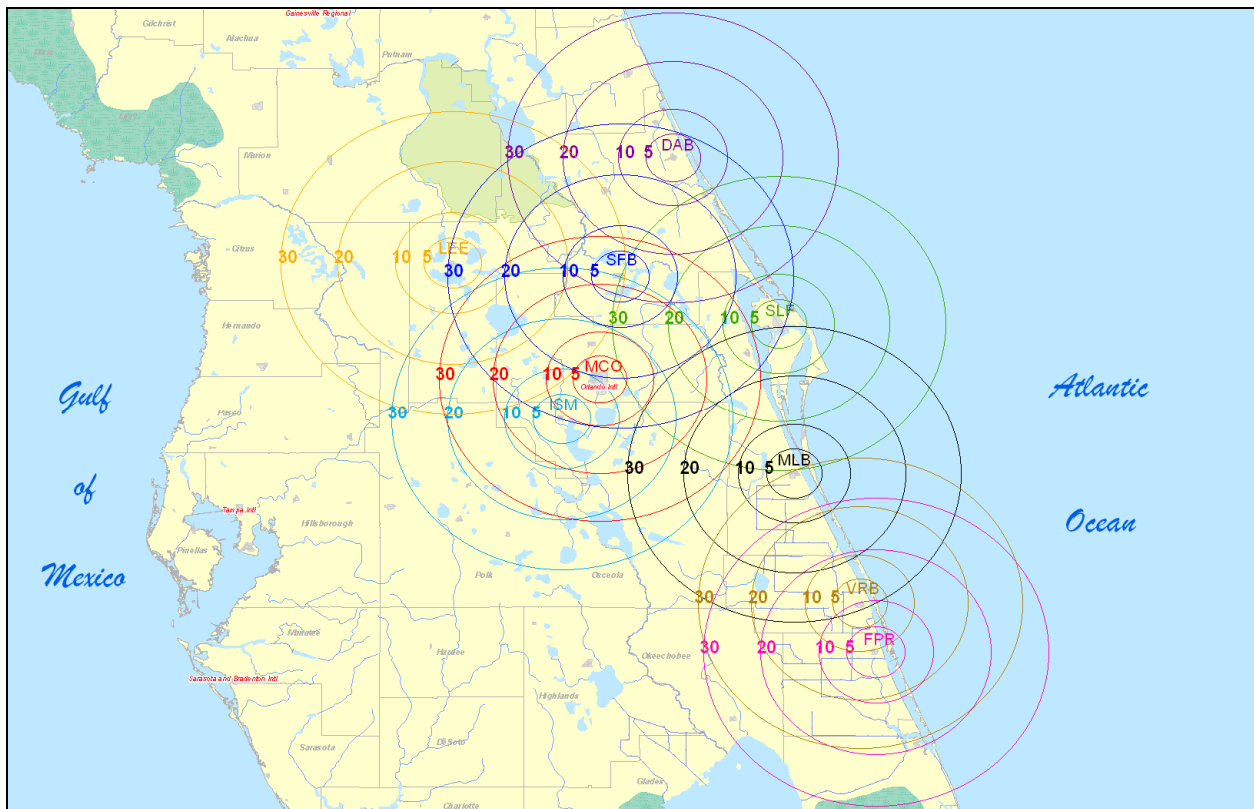 Gainesville Regional
Gilchrist
Alachua
Putnam
Dixie
Levy
Marion
30 20 10 5 DAB
Citrus
30 20 10 5 LEE
30 20 10 5 SFB
30 20 10 5 SLF
Hernando
30 20 10 5 MCO
Orlando Intl
Gulf
Atlantic
30 20 10 5 ISM
Pasco
30 20 10 5 MLB
of
Tampa Intl
Hillsborough
Ocean
Pinellas
Mexico
Polk
Osceola
30 20 10 5 VRB
Manatee
Hardee
Okeechobee
30 20 10 5 FPR
Sarasota and Bradenton Intl
Highlands
Sarasota
DeSoto
Glades
Charlotte